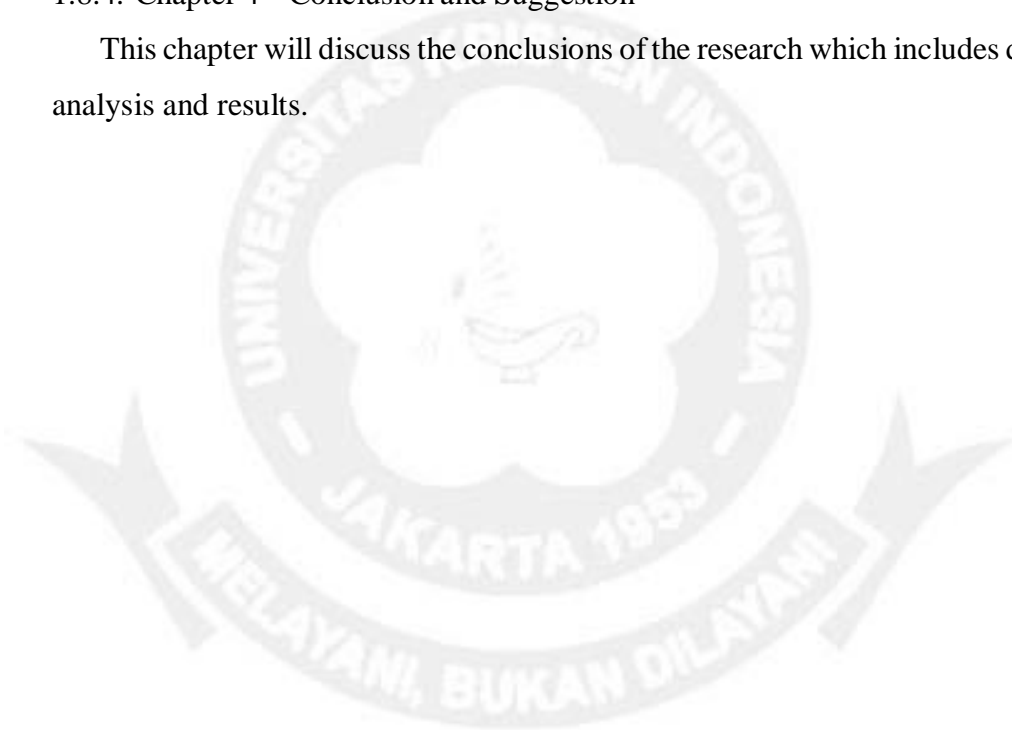 1.8.4. Chapter 4 – Conclusion and Suggestion
This chapter will discuss the conclusions of the research which includes
analysis and results.
UNIVERSITAS KRISTEN INDONESIA
- JAKARTA 1953 -
MELAYANI, BUKAN DILAYANI